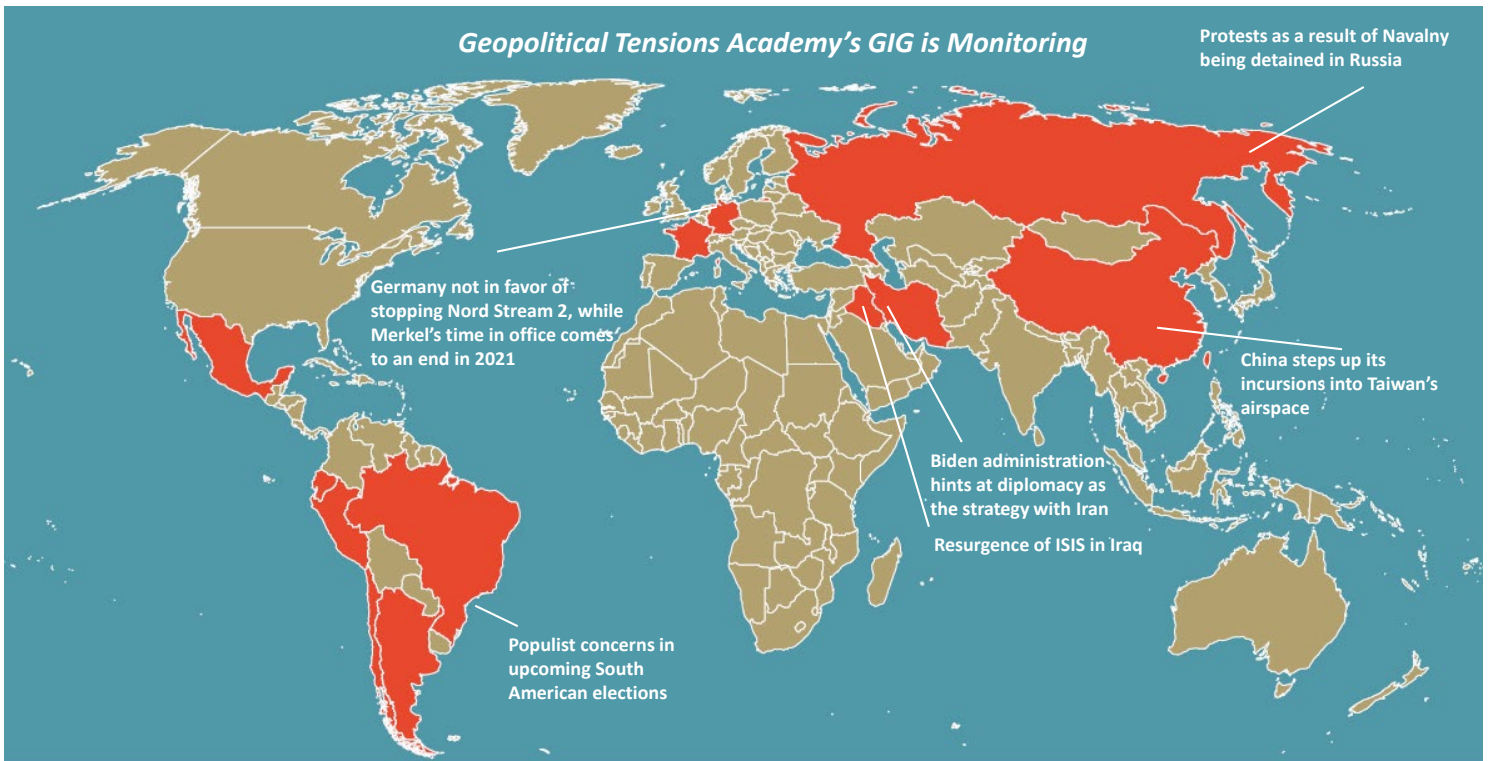 Geopolitical Tensions Academy’s GIG is Monitoring
Protests as a result of Navalny
being detained in Russia
Germany not in favor of
stopping Nord Stream 2, while
Merkel’s time in office comes
to an end in 2021
China steps up its
incursions into Taiwan’s
airspace
Biden administration
hints at diplomacy as
the strategy with Iran
Resurgence of ISIS in Iraq
Populist concerns in
upcoming South
American elections